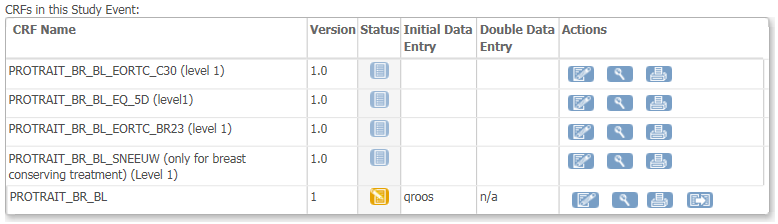 CRFs in this Study Event:
CRF Name Version Status Initial Data Entry Double Data Entry Actions
PROTRAIT_BR_BL_EORTC_C30 (level 1) 1.0
PROTRAIT_BR_BL_EQ_5D (level1) 1.0
PROTRAIT_BR_BL_EORTC_BR23 (level 1) 1.0
PROTRAIT_BR_BL_SNEEUW (only for breast 1.0
conserving treatment) (Level 1)
PROTRAIT_BR_BL 1 qroos n/a